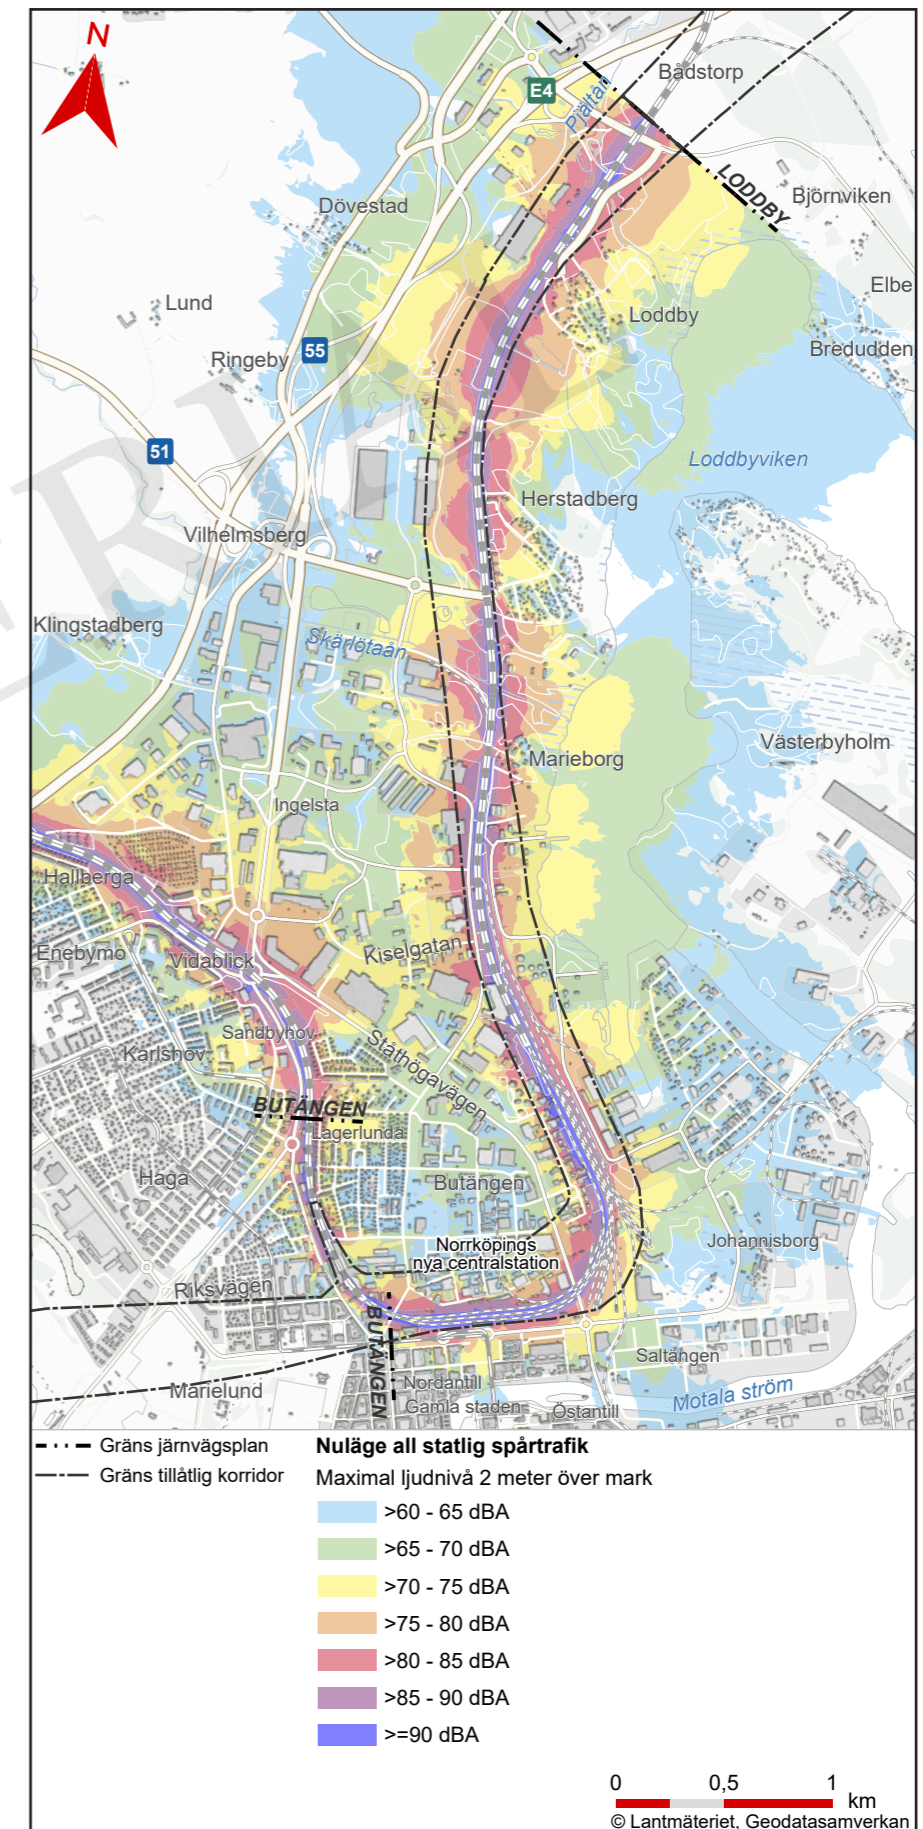 N
E4
Pjältån
Bådstorp
LODDBY
Björnviken
Dövestad
Elbe
Lund
Loddby
55
Ringeby
Bredudden
51
Loddbyviken
Herstadberg
Vilhelmsberg
Klingstadberg
Skärlötaån
Västerbyholm
Marieborg
Ingelsta
Hallberga
Enebymo
Kiselgatan
Vidablick
Sandbyhov
Karlshov
Ståthögavägen
BUTÄNGEN
Lagerlunda
Haga
Butängen
Johannisborg
Norrköpings
nya centralstation
Riksvägen
BUTÄNGEN
Saltängen
Marielund
Nordantill
Motala ström
Gamla staden
Östantill
Gräns järnvägsplan
Gräns tillåtlig korridor
Nuläge all statlig spårtrafik
Maximal ljudnivå 2 meter över mark
>60 - 65 dBA
>65 - 70 dBA
>70 - 75 dBA
>75 - 80 dBA
>80 - 85 dBA
>85 - 90 dBA
>=90 dBA
0 0,5 1
km
© Lantmäteriet, Geodatasamverkan